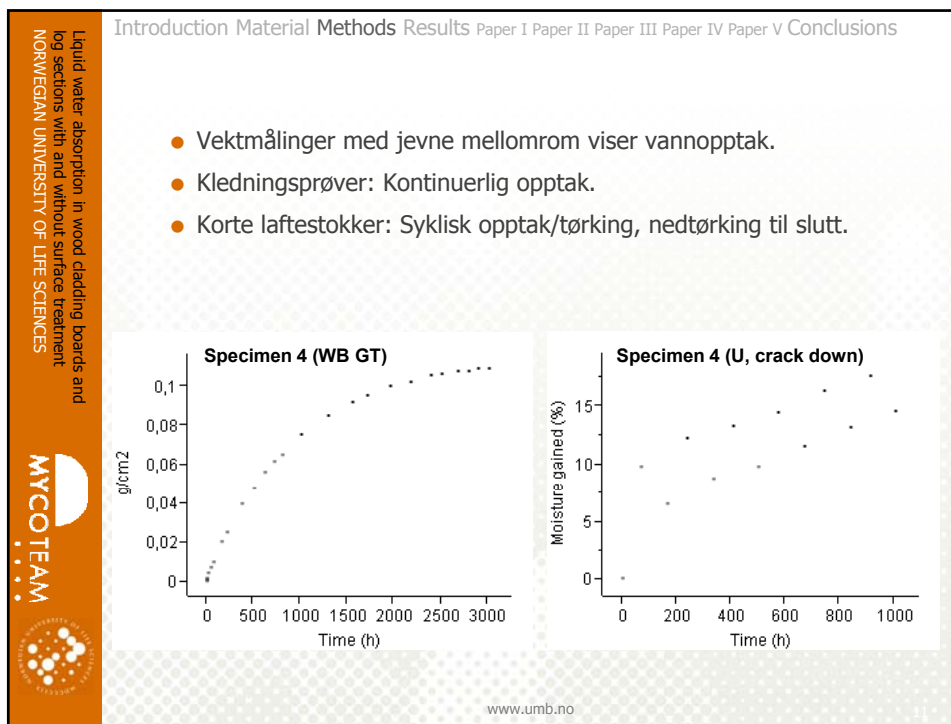 Introduction Material Methods Results Paper I Paper II Paper III Paper IV Paper V Conclusions
Liquid water absorption in wood cladding boards and
log sections with and without surface treatment
NORWEGIAN UNIVERSITY OF LIFE SCIENCES
MYCOTEAM
Vektmålinger med jevne mellomrom viser vannopptak.
Kledningsprøver: Kontinuerlig opptak.
Korte laftestokker: Syklisk opptak/tørking, nedtørking til slutt.
Specimen 4 (WB GT)
g/cm2
0,1
0,08
0,06
0,04
0,02
0
0 500 1000 1500 2000 2500 3000
Time (h)
Specimen 4 (U, crack down)
Moisture gained (%)
15
10
5
0
0 200 400 600 800 1000
Time (h)
www.umb.no